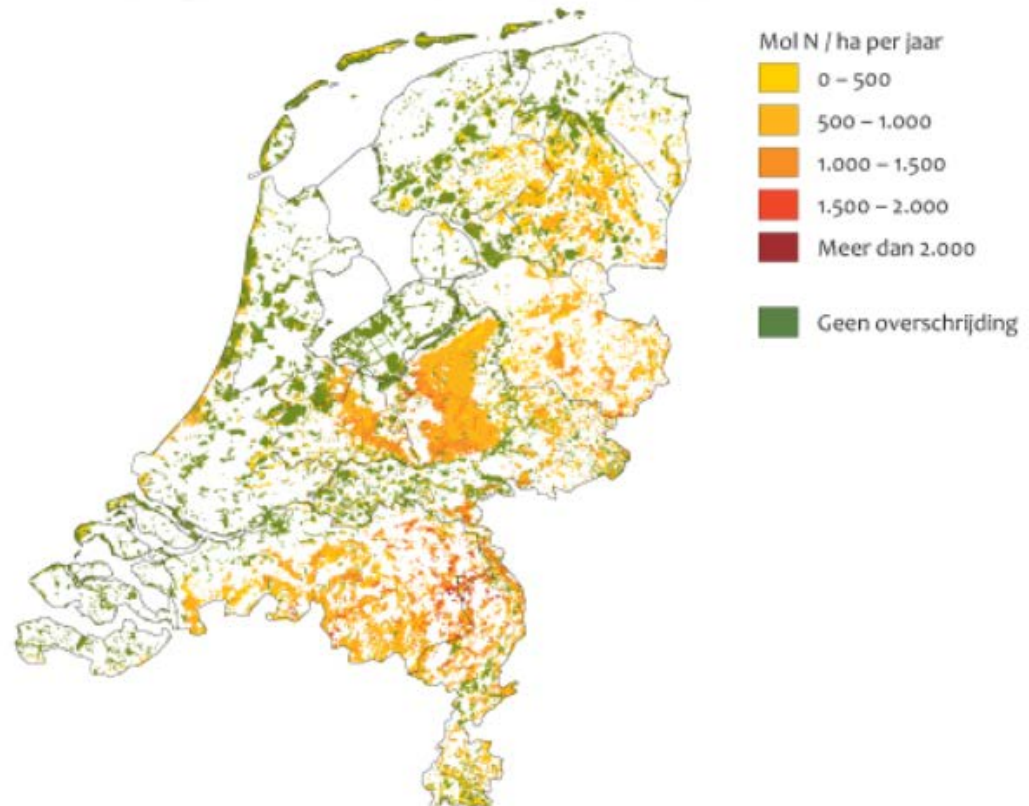 Mol N / ha per jaar
0 – 500
500 – 1.000
1.000 – 1.500
1.500 – 2.000
Meer dan 2.000
Geen overschrijding